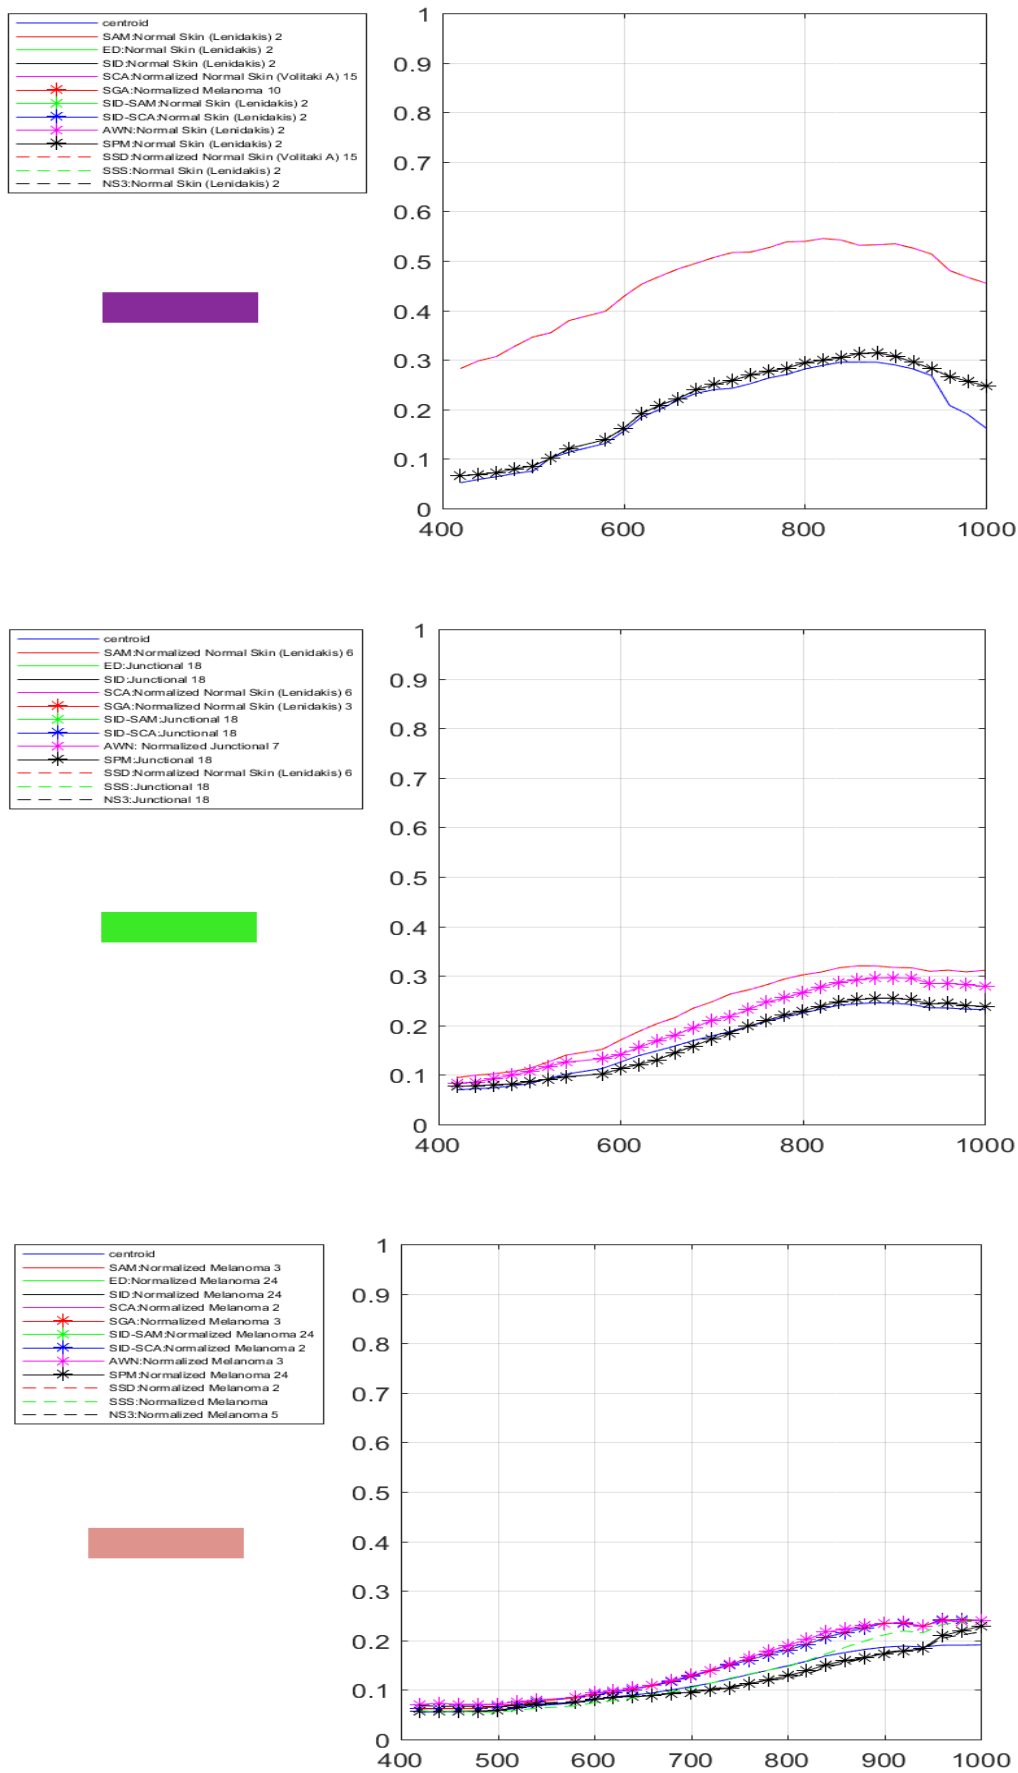 centroid
SAM:Normal Skin (Lenidakis) 2
ED:Normal Skin (Lenidakis) 2
SID:Normal Skin (Lenidakis) 2
SCA:Normalized Normal Skin (Volitaki A) 15
SGA:Normalized Melanoma 10
SID-SAM:Normal Skin (Lenidakis) 2
SID-SCA:Normal Skin (Lenidakis) 2
AWN:Normal Skin (Lenidakis) 2
SPM:Normal Skin (Lenidakis) 2
SSD:Normalized Normal Skin (Volitaki A) 15
SSS:Normal Skin (Lenidakis) 2
NS3:Normal Skin (Lenidakis) 2
1
0.9
0.8
0.7
0.6
0.5
0.4
0.3
0.2
0.1
0
400 600 800 1000
centroid
SAM:Normalized Normal Skin (Lenidakis) 6
ED:Junctional 18
SID:Junctional 18
SCA:Normalized Normal Skin (Lenidakis) 6
SGA:Normalized Normal Skin (Lenidakis) 3
SID-SAM:Junctional 18
SID-SCA:Junctional 18
AWN: Normalized Junctional 7
SPM:Junctional 18
SSD:Normalized Normal Skin (Lenidakis) 6
SSS:Junctional 18
NS3:Junctional 18
1
0.9
0.8
0.7
0.6
0.5
0.4
0.3
0.2
0.1
0
400 600 800 1000
centroid
SAM:Normalized Melanoma 3
ED:Normalized Melanoma 24
SID:Normalized Melanoma 24
SCA:Normalized Melanoma 2
SGA:Normalized Melanoma 3
SID-SAM:Normalized Melanoma 24
SID-SCA:Normalized Melanoma 2
AWN:Normalized Melanoma 3
SPM:Normalized Melanoma 24
SSD:Normalized Melanoma 2
SSS:Normalized Melanoma
NS3:Normalized Melanoma 5
1
0.9
0.8
0.7
0.6
0.5
0.4
0.3
0.2
0.1
0
400 500 600 700 800 900 1000